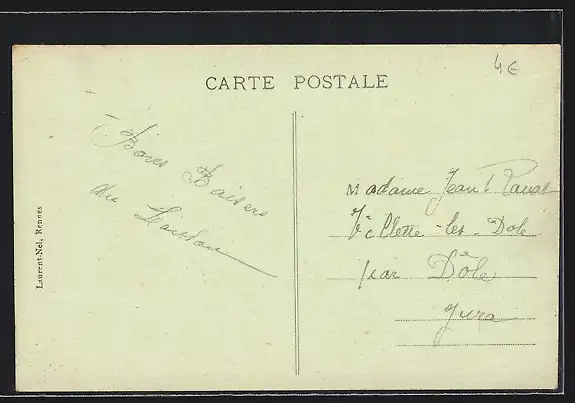 4€
CARTE POSTALE
Bons Baisers
du
Madame Jean
Villette-les-Dole
par Dôle
Jura
Laurent-Nel, Rennes